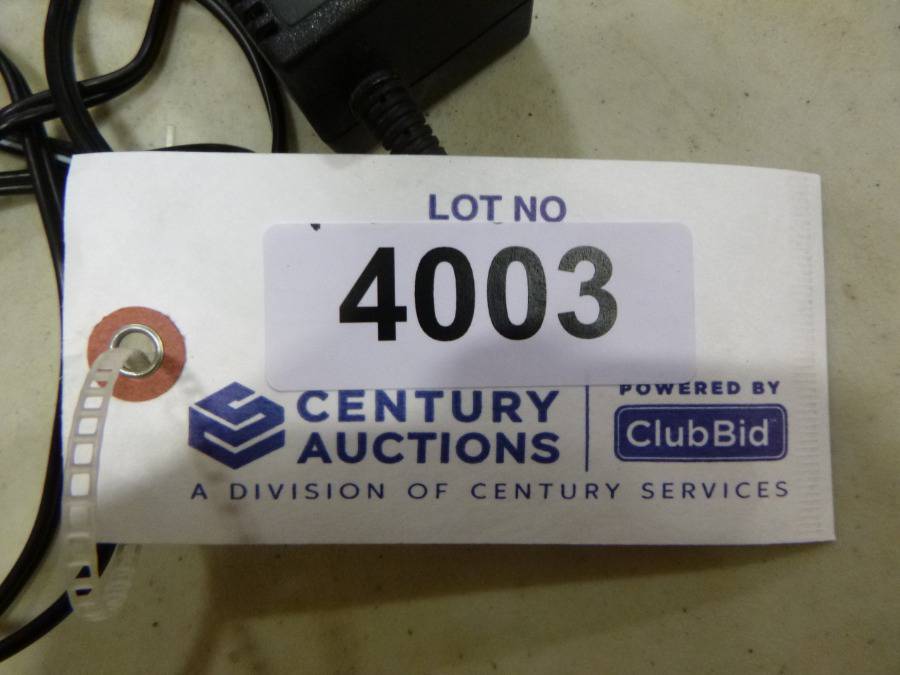 LOT NO
4003
CENTURY
AUCTIONS
POWERED BY
ClubBid
A DIVISION OF CENTURY SERVICES